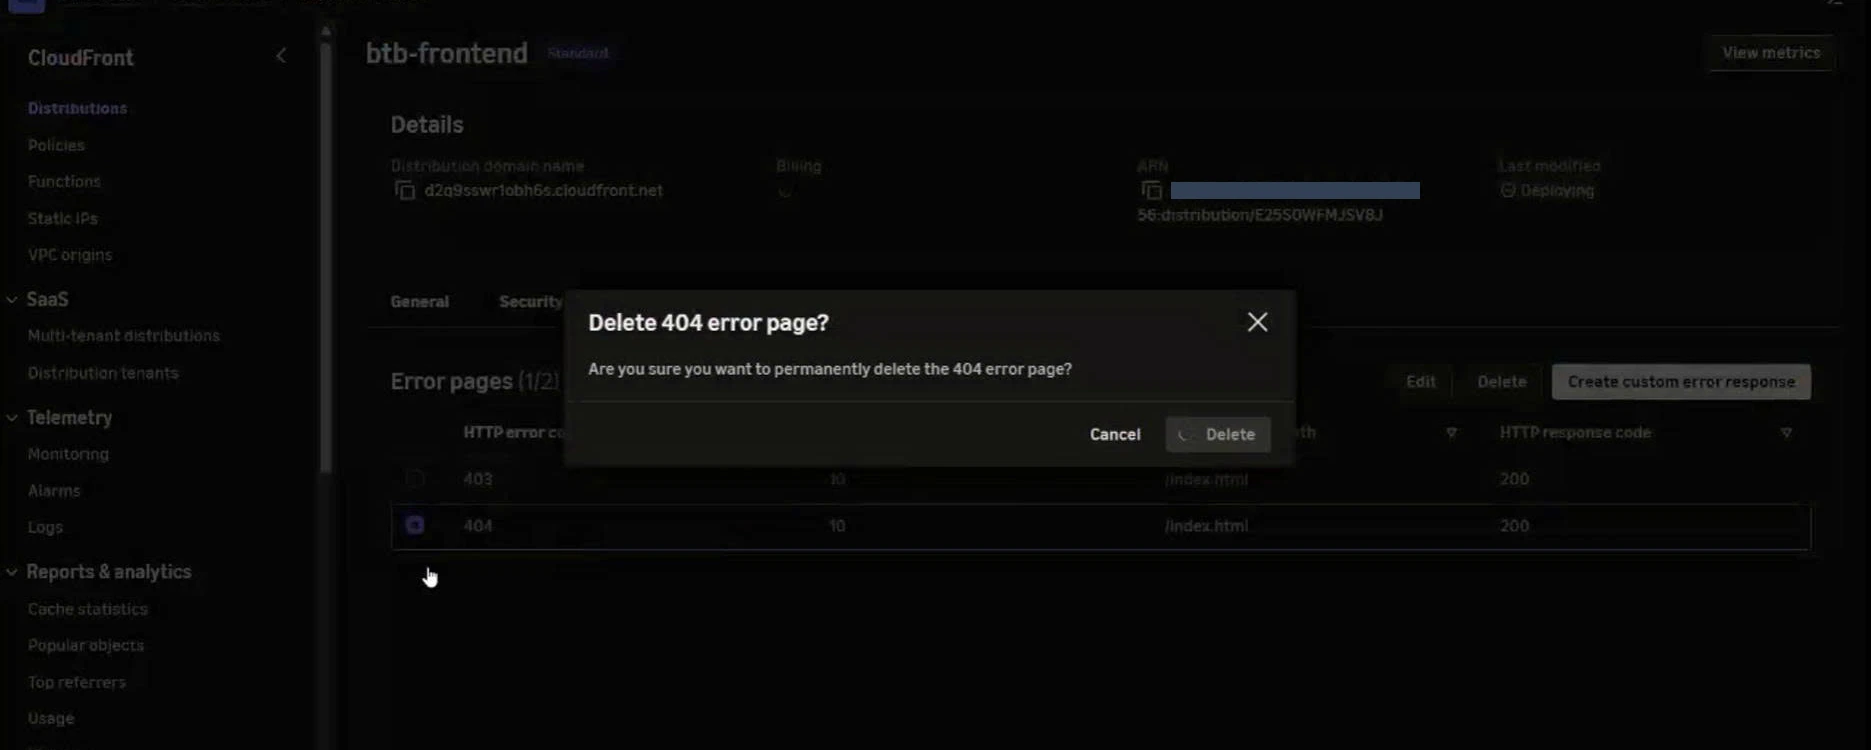 CloudFront
Distributions
Policies
Functions
Static IPs
VPC origins
SaaS
Multi-tenant distributions
Distribution tenants
Telemetry
Monitoring
Alarms
Logs
Reports & analytics
Cache statistics
Popular objects
Top referrers
Usage
btb-frontend Standard
View metrics
Details
Distribution domain name
d2q9sswr1obh6s.cloudfront.net
Billing
ARN
56:distribution/E25S0WFMJSV8J
Last modified
Deploying
General Security
Delete 404 error page?
Are you sure you want to permanently delete the 404 error page?
Cancel Delete
Error pages (1/2)
Edit Delete Create custom error response
HTTP error co th HTTP response code
403 10 /index.html 200
404 10 /index.html 200